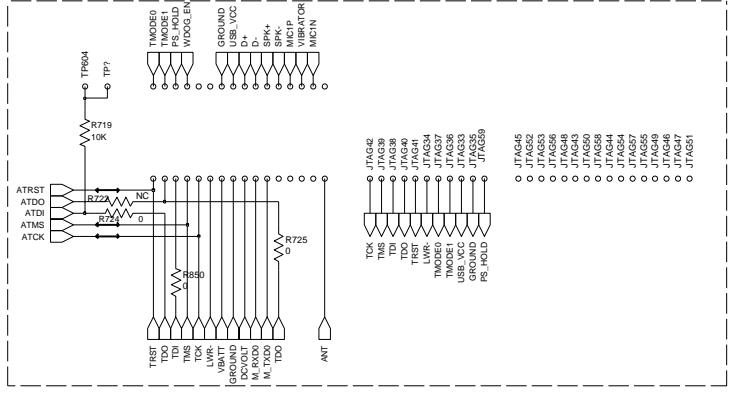 TMODE0
TMODE1
PS_HOLD
WDOG_EN
GROUND
USB_VCC
D+
D-
SPK+
SPK-
MIC1P
VIBRATOR
MIC1N
TP604
TP?
R719
10K
ATRST
ATDO
ATDI
ATMS
ATCK
R722
NC
R724
0
R725
0
R850
0
TRST
TDO
TDI
TMS
TCK
LWR-
VBATT
GROUND
DCVOLT
M_RXD0
M_TXD0
TDO
ANT
JTAG42
JTAG39
JTAG38
JTAG40
JTAG41
JTAG34
JTAG37
JTAG36
JTAG33
JTAG35
JTAG59
TCK
TMS
TDI
TDO
TRST
LWR-
TMODE0
TMODE1
USB_VCC
GROUND
PS_HOLD
JTAG45
JTAG52
JTAG53
JTAG56
JTAG48
JTAG43
JTAG50
JTAG58
JTAG44
JTAG54
JTAG57
JTAG55
JTAG49
JTAG46
JTAG47
JTAG51